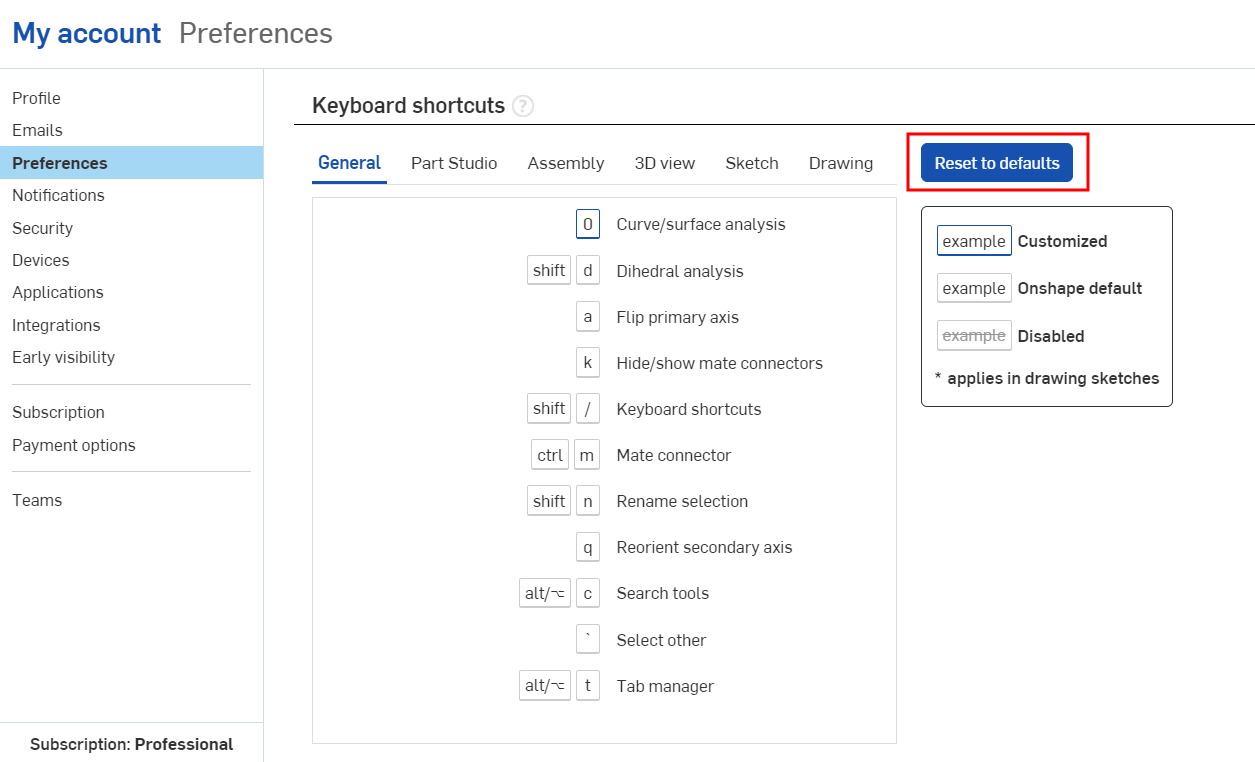 My account Preferences
Profile
Emails
Preferences
Notifications
Security
Devices
Applications
Integrations
Early visibility
Subscription
Payment options
Teams
Subscription: Professional
Keyboard shortcuts ?
General Part Studio Assembly 3D view Sketch Drawing
Reset to defaults
0 Curve/surface analysis
shift d Dihedral analysis
a Flip primary axis
k Hide/show mate connectors
shift / Keyboard shortcuts
ctrl m Mate connector
shift n Rename selection
q Reorient secondary axis
alt/⌥ c Search tools
` Select other
alt/⌥ t Tab manager
example Customized
example Onshape default
example Disabled
* applies in drawing sketches